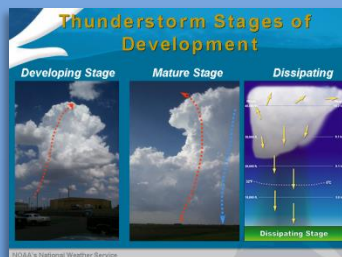 Thunderstorm Stages of
Development
Developing Stage
Mature Stage
Dissipating
Dissipating Stage
NOAA's National Weather Service